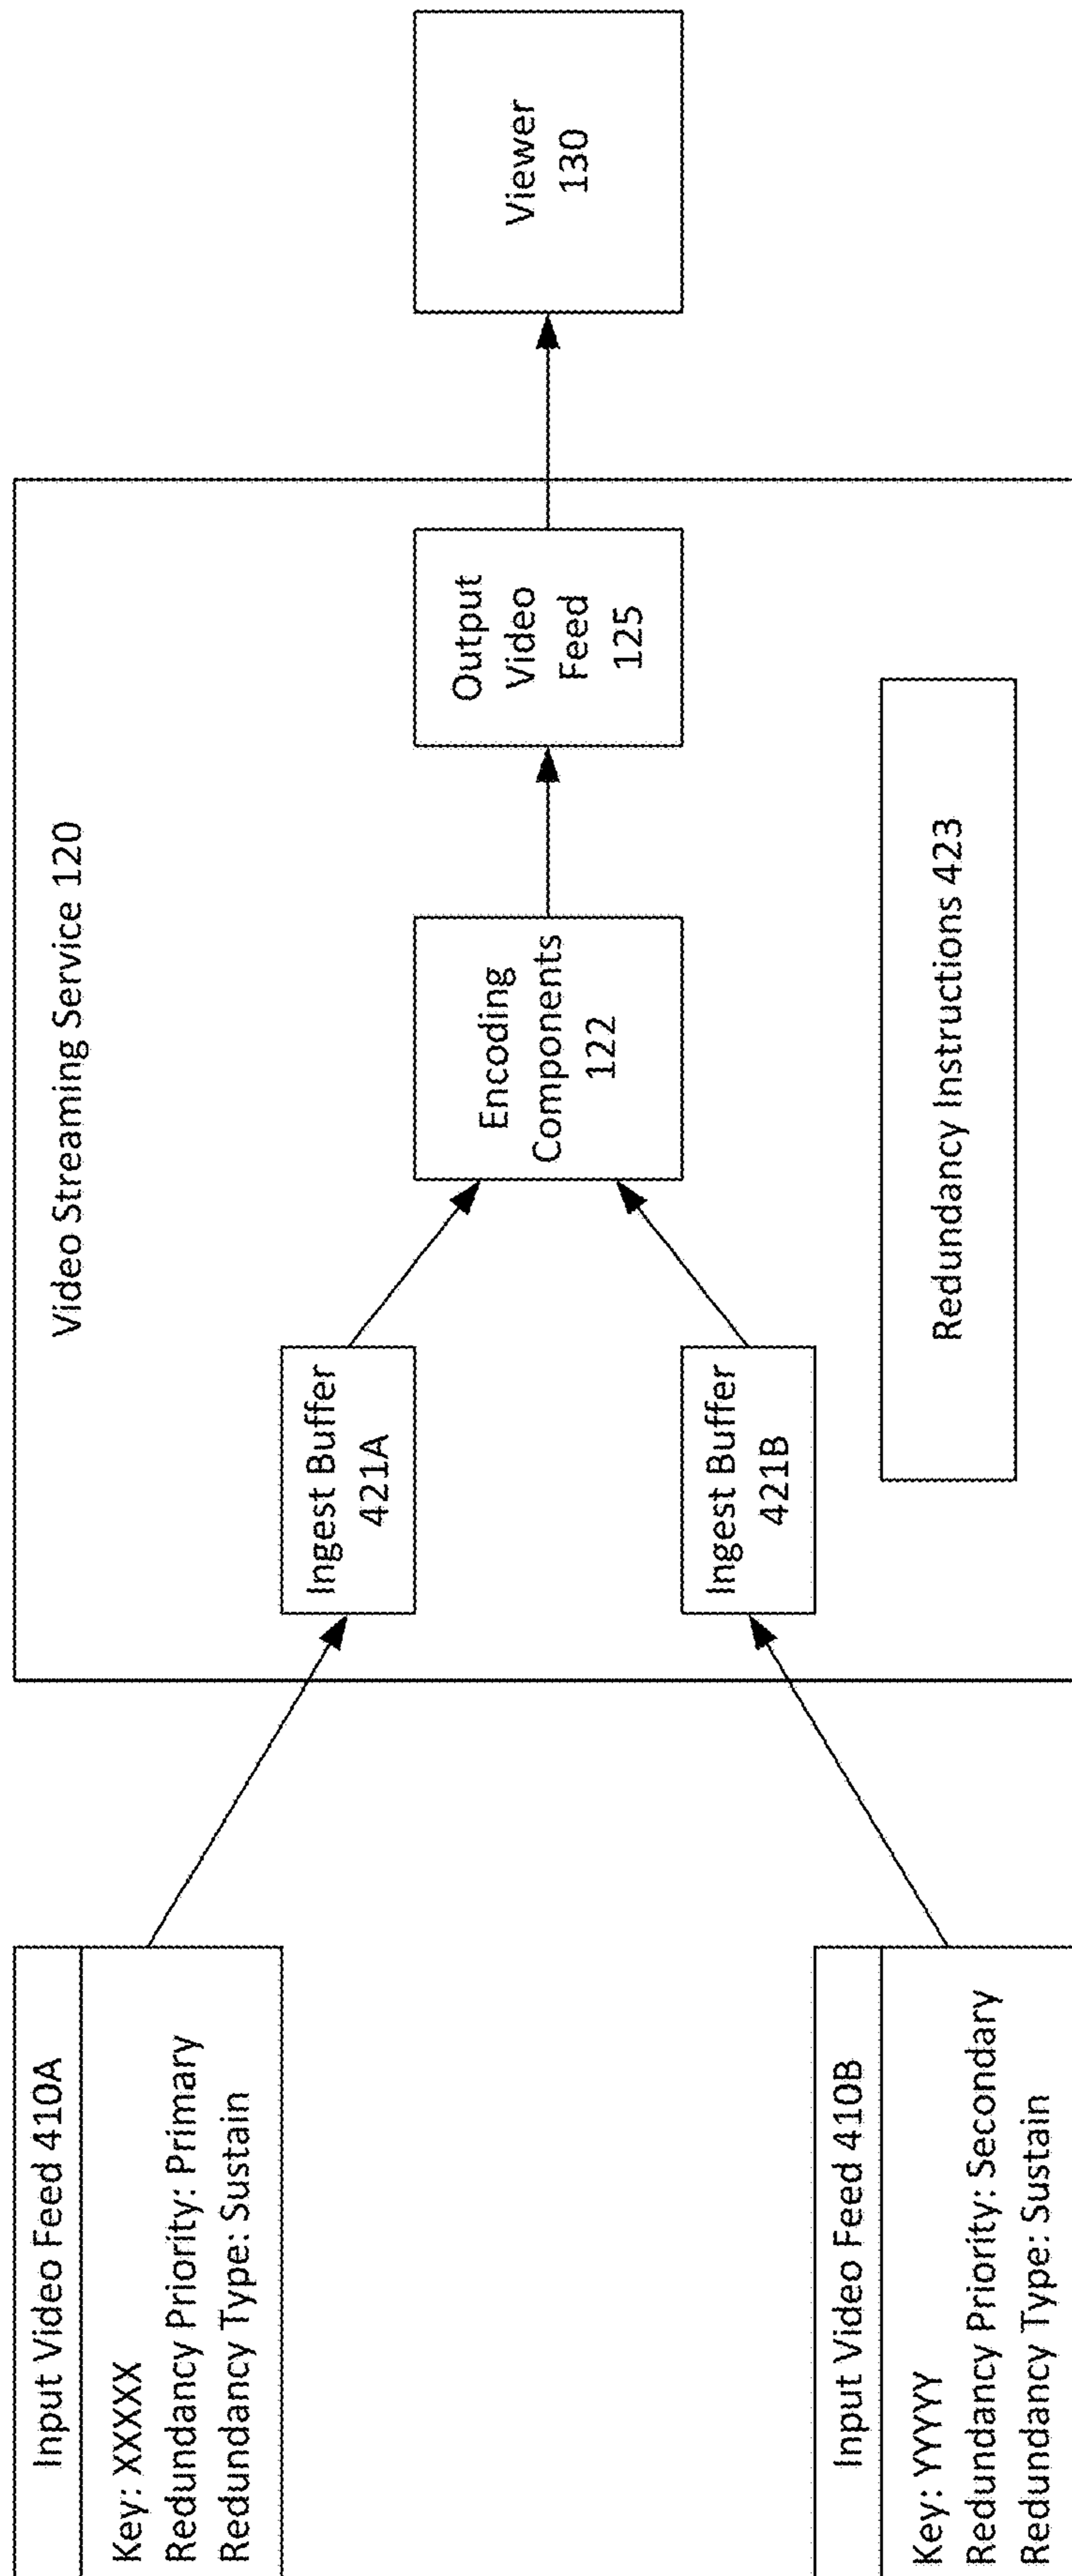 Input Video Feed 410A
Key: XXXXX
Redundancy Priority: Primary
Redundancy Type: Sustain
Input Video Feed 410B
Key: YYYYY
Redundancy Priority: Secondary
Redundancy Type: Sustain
Video Streaming Service 120
Ingest Buffer
421A
Ingest Buffer
421B
Encoding
Components
122
Output
Video
Feed
125
Redundancy Instructions 423
Viewer
130